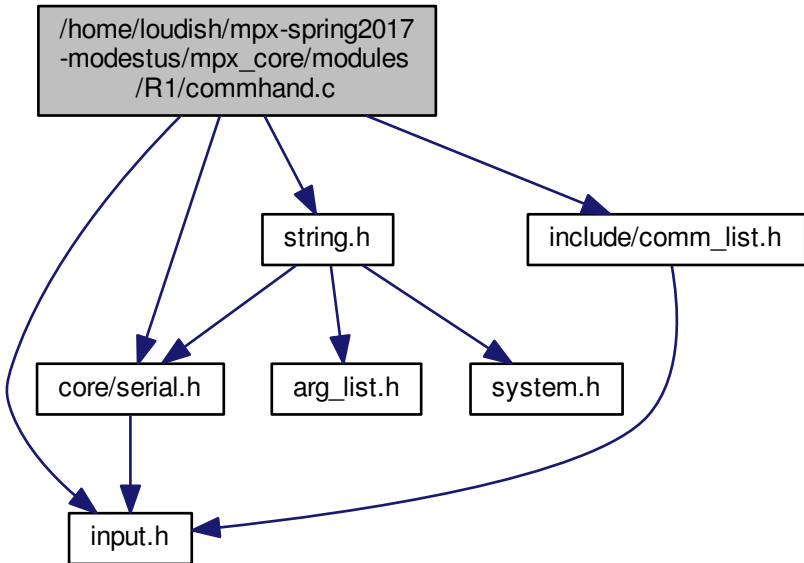 /home/loudish/mpx-spring2017
-modestus/mpx_core/modules
/R1/commhand.c
string.h
include/comm_list.h
core/serial.h
arg_list.h
system.h
input.h